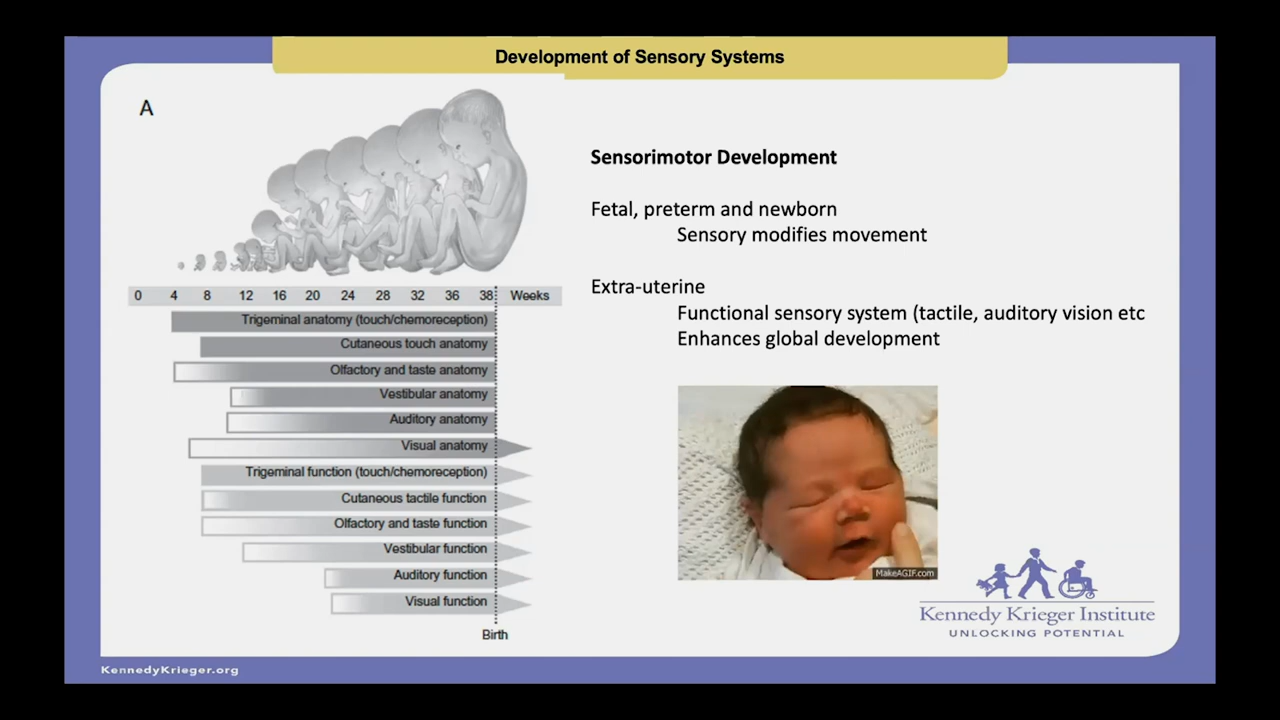 Development of Sensory Systems
A
0 4 8 12 16 20 24 28 32 36 38 Weeks
Trigeminal anatomy (touch/chemoreception)
Cutaneous touch anatomy
Olfactory and taste anatomy
Vestibular anatomy
Auditory anatomy
Visual anatomy
Trigeminal function (touch/chemoreception)
Cutaneous tactile function
Olfactory and taste function
Vestibular function
Auditory function
Visual function
Birth
Sensorimotor Development
Fetal, preterm and newborn
Sensory modifies movement
Extra-uterine
Functional sensory system (tactile, auditory vision etc
Enhances global development
MakeAGIF.com
Kennedy Krieger Institute
UNLOCKING POTENTIAL
KennedyKrieger.org